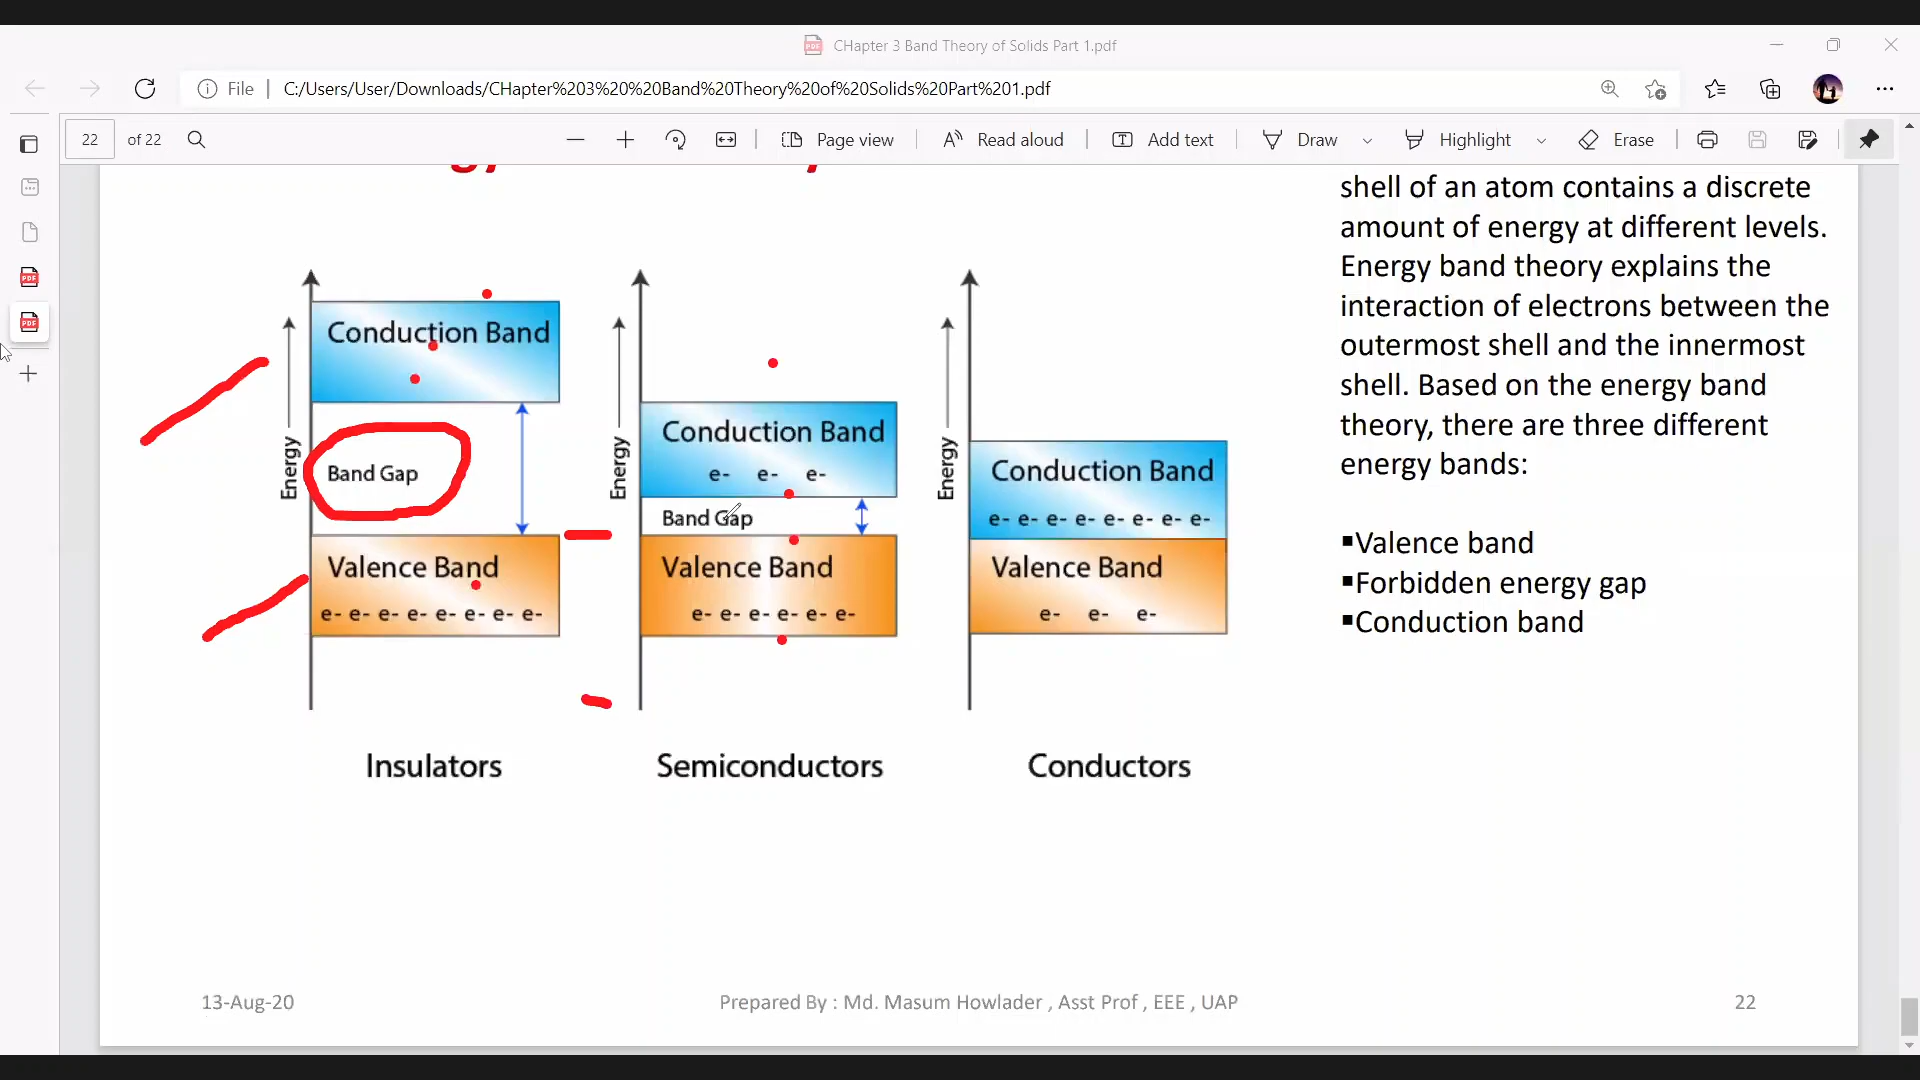 CHapter 3 Band Theory of Solids Part 1.pdf
File | C:/Users/User/Downloads/CHapter%203%20%20Band%20Theory%20of%20Solids%20Part%201.pdf
22 of 22
Page view
Read aloud
Add text
Draw
Highlight
Erase
shell of an atom contains a discrete
amount of energy at different levels.
Energy band theory explains the
interaction of electrons between the
outermost shell and the innermost
shell. Based on the energy band
theory, there are three different
energy bands:
▪Valence band
▪Forbidden energy gap
▪Conduction band
Energy
Conduction Band
Band Gap
Valence Band
e- e- e- e- e- e- e- e-
Insulators
Energy
Conduction Band
e- e- e-
Band Gap
Valence Band
e- e- e- e- e- e-
Semiconductors
Energy
Conduction Band
e- e- e- e- e- e- e- e-
Valence Band
e- e- e-
Conductors
13-Aug-20
Prepared By : Md. Masum Howlader , Asst Prof , EEE , UAP
22